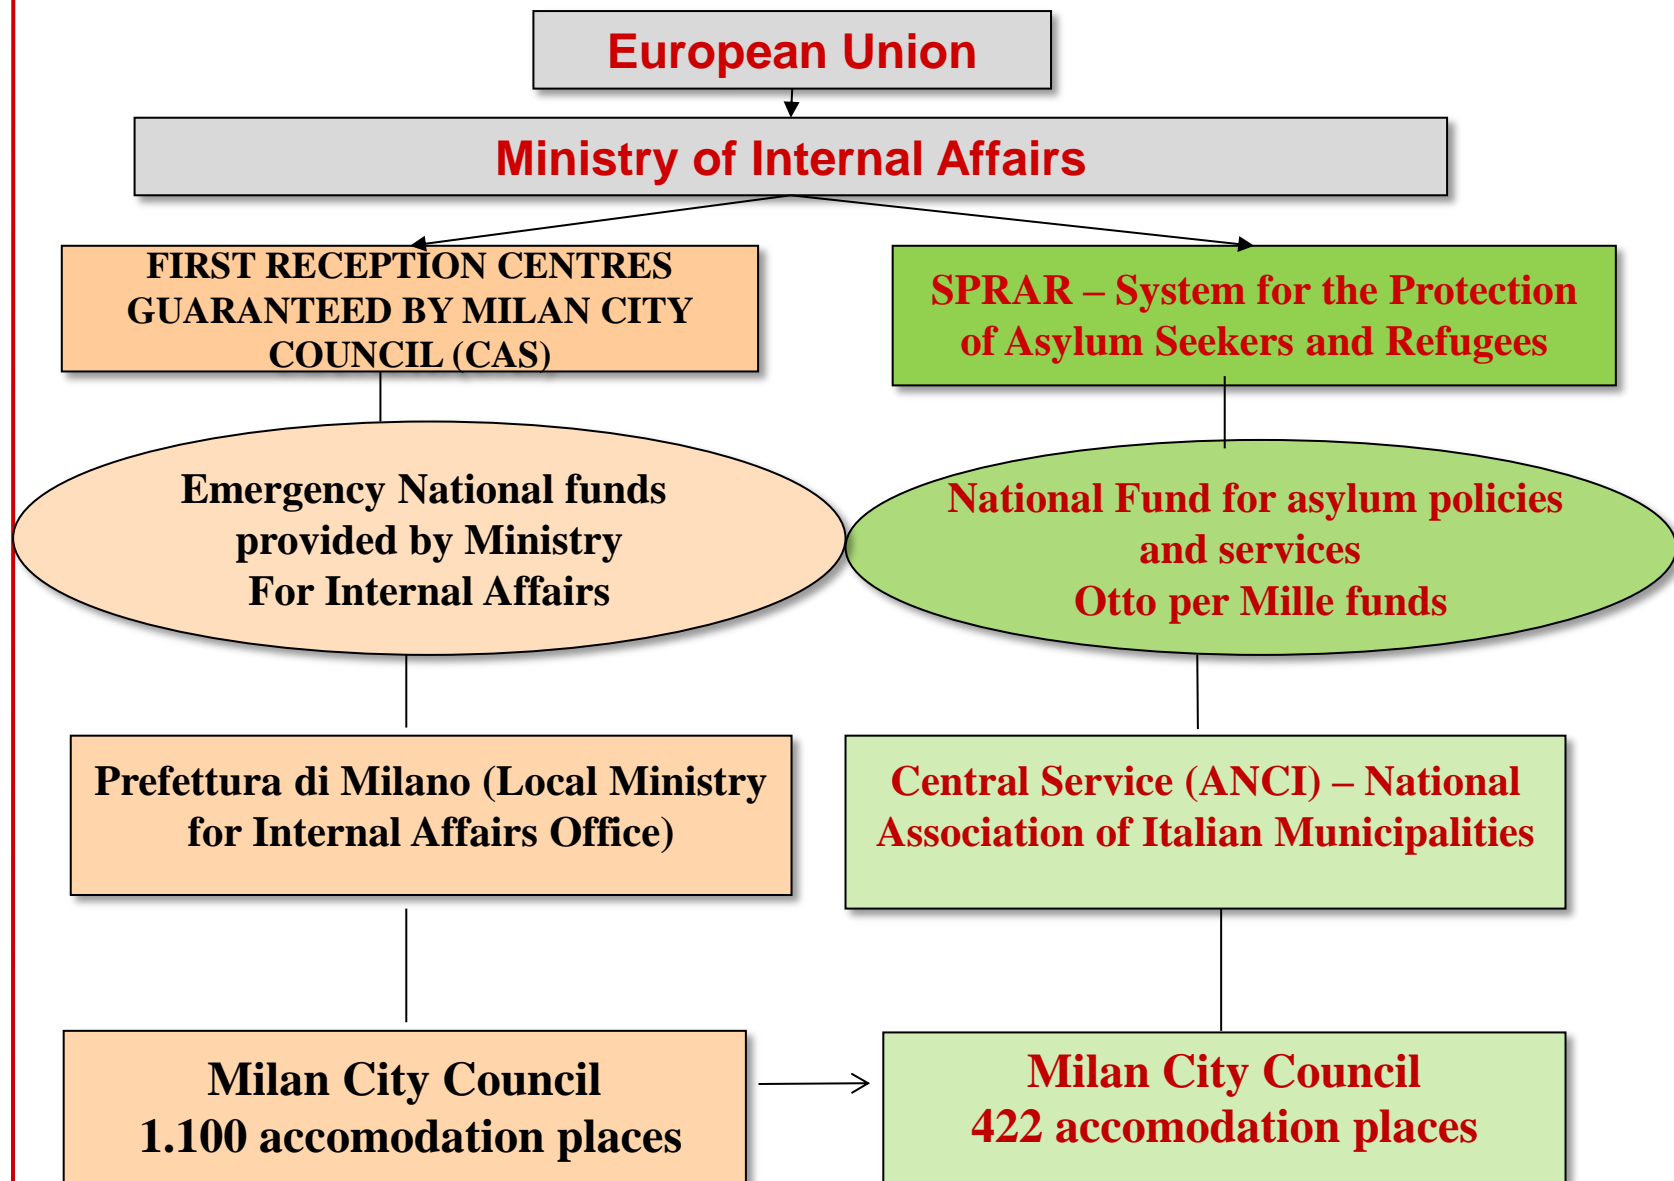 European Union
Ministry of Internal Affairs
FIRST RECEPTION CENTRES
GUARANTEED BY MILAN CITY
COUNCIL (CAS)
SPRAR – System for the Protection
of Asylum Seekers and Refugees
Emergency National funds
provided by Ministry
For Internal Affairs
National Fund for asylum policies
and services
Otto per Mille funds
Prefettura di Milano (Local Ministry
for Internal Affairs Office)
Central Service (ANCI) – National
Association of Italian Municipalities
Milan City Council
1.100 accomodation places
Milan City Council
422 accomodation places